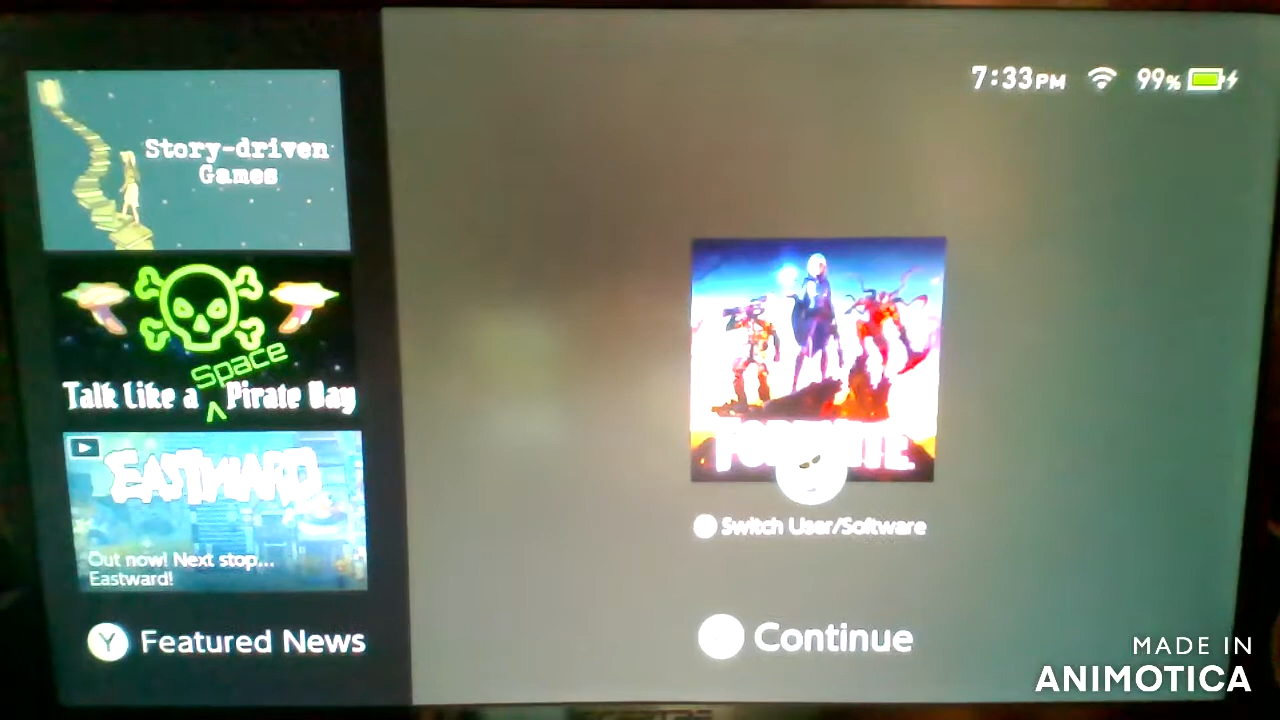 7:33PM 99%
Story-driven
Games
Space
Talk Like a ^ Pirate Day
EASTWARD
Out now! Next stop...
Eastward!
Y Featured News
FORTNITE
Switch User/Software
Continue
MADE IN
ANIMOTICA